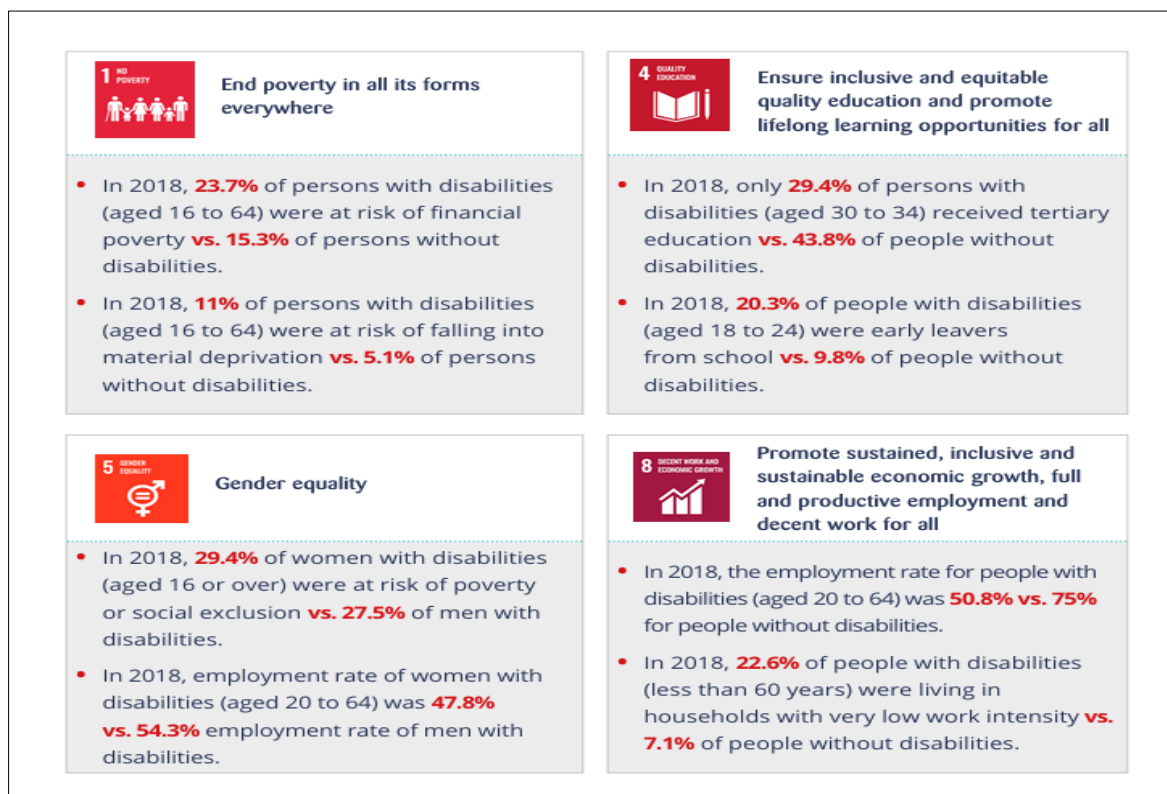 1 NO
POVERTY
End poverty in all its forms
everywhere
• In 2018, 23.7% of persons with disabilities
(aged 16 to 64) were at risk of financial
poverty vs. 15.3% of persons without
disabilities.
• In 2018, 11% of persons with disabilities
(aged 16 to 64) were at risk of falling into
material deprivation vs. 5.1% of persons
without disabilities.
4 QUALITY
EDUCATION
Ensure inclusive and equitable
quality education and promote
lifelong learning opportunities for all
• In 2018, only 29.4% of persons with
disabilities (aged 30 to 34) received tertiary
education vs. 43.8% of people without
disabilities.
• In 2018, 20.3% of people with disabilities
(aged 18 to 24) were early leavers
from school vs. 9.8% of people without
disabilities.
5 GENDER
EQUALITY
Gender equality
• In 2018, 29.4% of women with disabilities
(aged 16 or over) were at risk of poverty
or social exclusion vs. 27.5% of men with
disabilities.
• In 2018, employment rate of women with
disabilities (aged 20 to 64) was 47.8%
vs. 54.3% employment rate of men with
disabilities.
8 DECENT WORK AND
ECONOMIC GROWTH
Promote sustained, inclusive and
sustainable economic growth, full
and productive employment and
decent work for all
• In 2018, the employment rate for people with
disabilities (aged 20 to 64) was 50.8% vs. 75%
for people without disabilities.
• In 2018, 22.6% of people with disabilities
(less than 60 years) were living in
households with very low work intensity vs.
7.1% of people without disabilities.